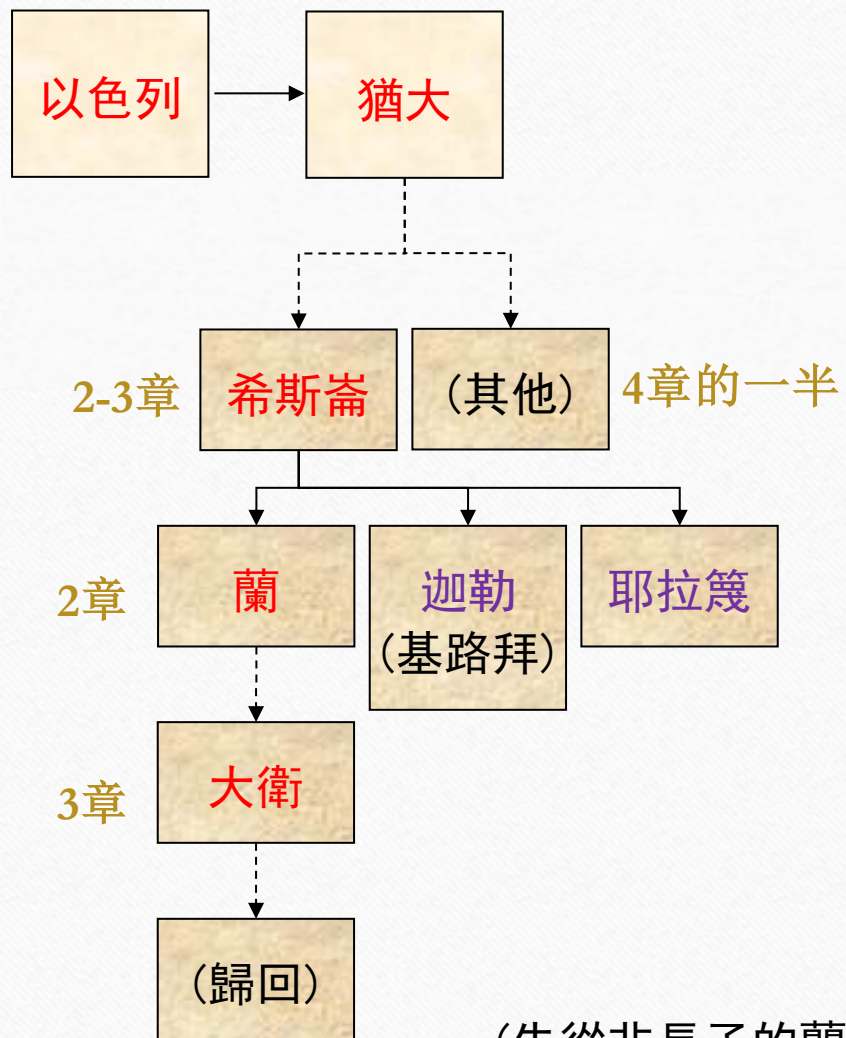 以色列
猶大
2-3章
希斯崙
(其他)
4章的一半
2章
蘭
迦勒
(基路拜)
耶拉篾
3章
大衛
(歸回)